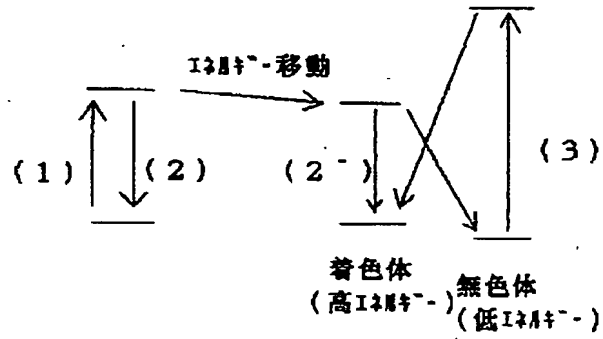 エネルギー移動
(1)
(2)
(2-)
(3)
着色体
(高エネルギー)
無色体
(低エネルギー)